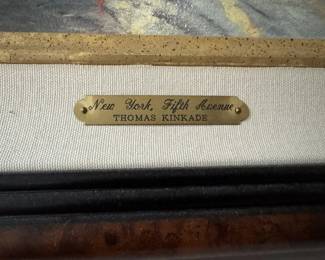 New York, Fifth Avenue
THOMAS KINKADE